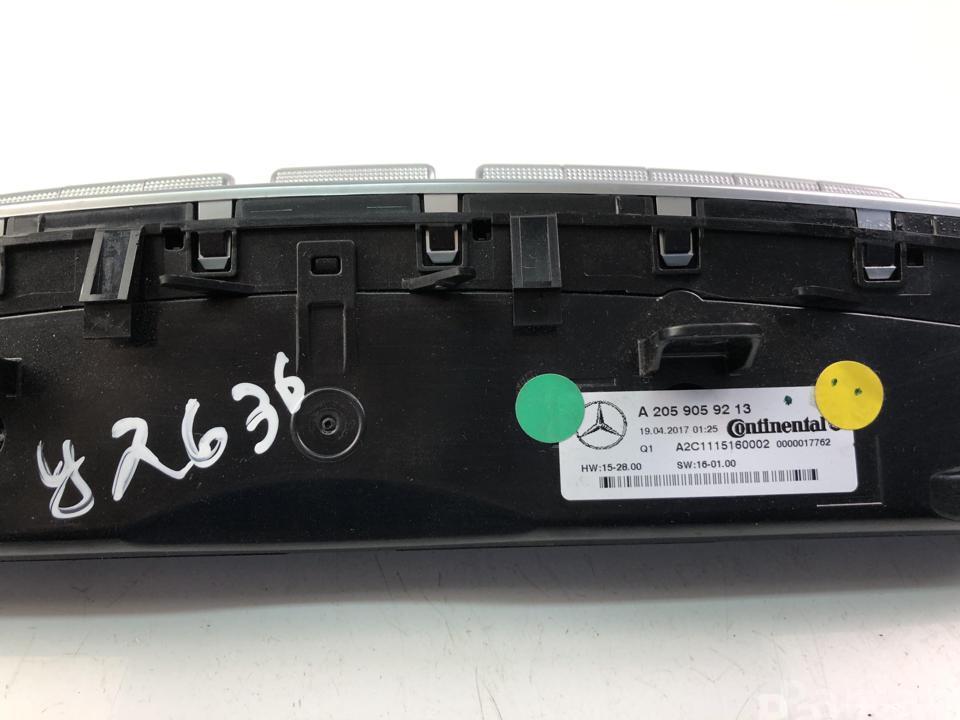 y2636
A 205 905 92 13
19.04.2017 01:25 Continental
Q1 A2C1115160002 0000017762
HW:15-28.00 SW:16-01.00